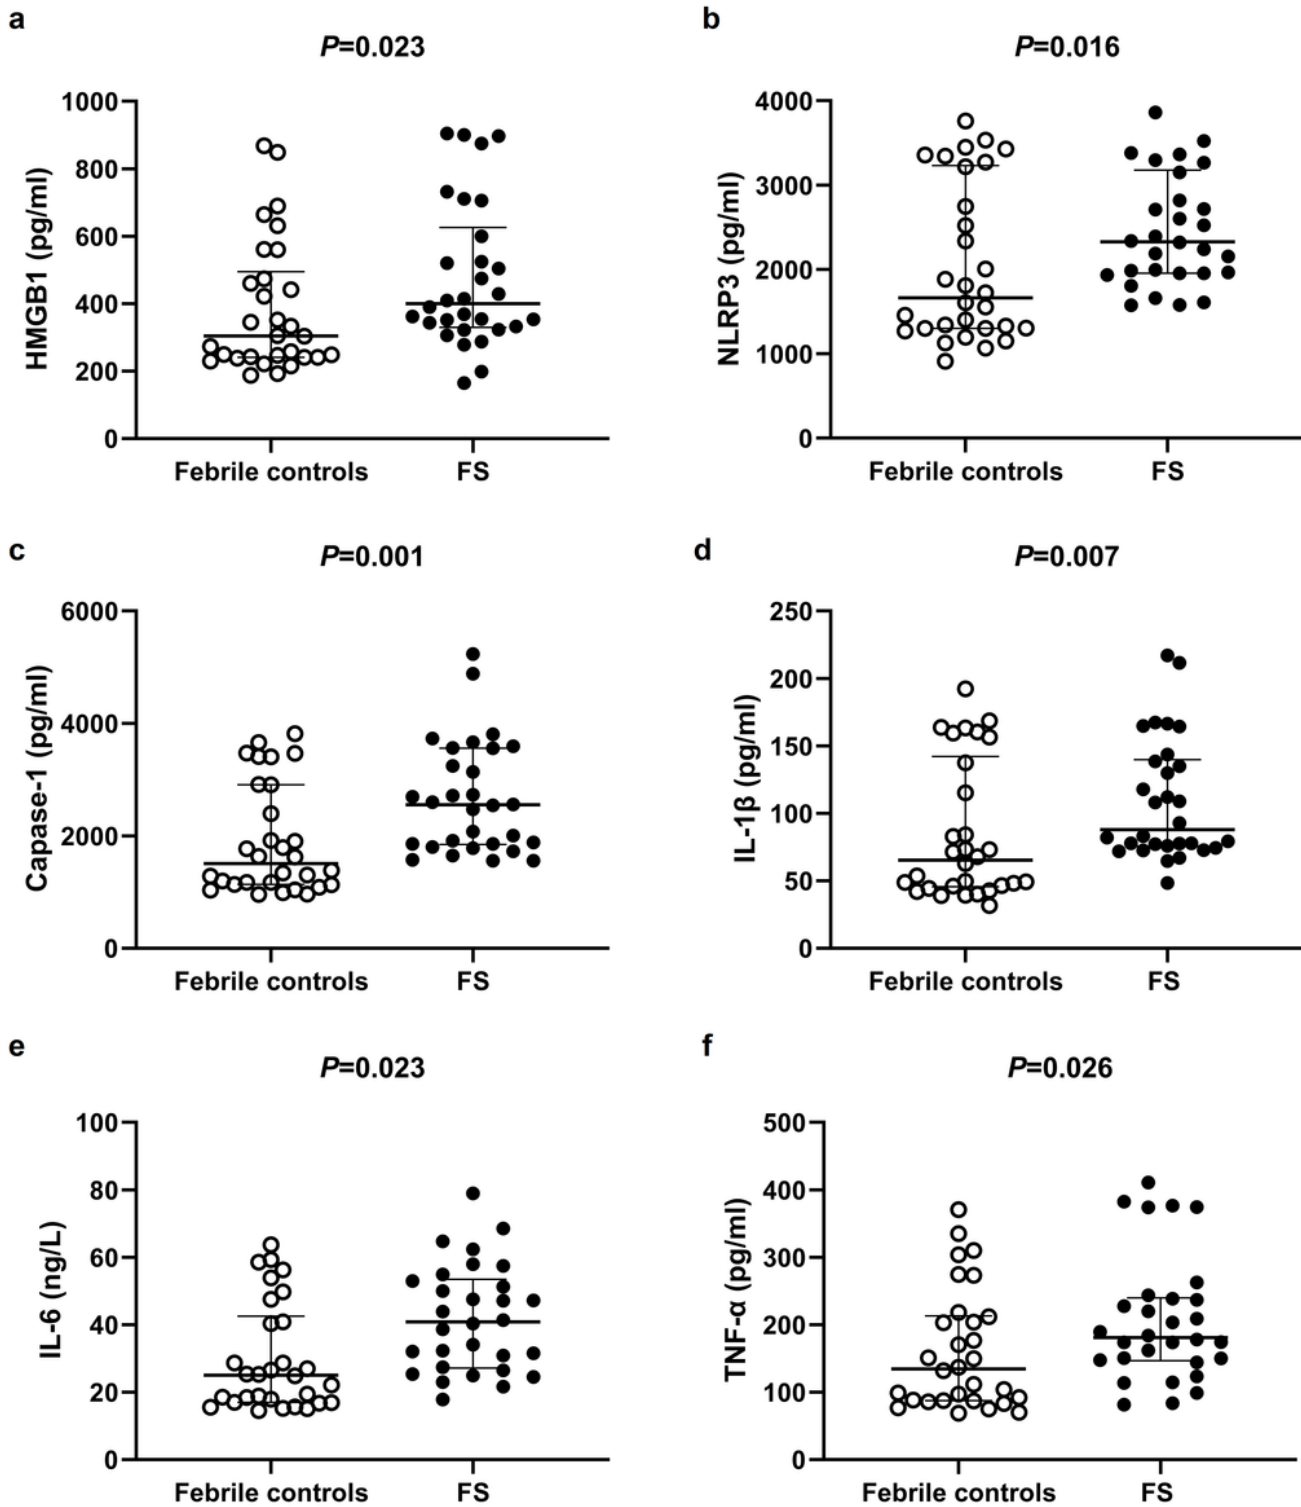 a
P=0.023
HMGB1 (pg/ml)
1000
800
600
400
200
0
Febrile controls
FS
b
P=0.016
NLRP3 (pg/ml)
4000
3000
2000
1000
0
Febrile controls
FS
c
P=0.001
Capase-1 (pg/ml)
6000
4000
2000
0
Febrile controls
FS
d
P=0.007
IL-1β (pg/ml)
250
200
150
100
50
0
Febrile controls
FS
e
P=0.023
IL-6 (ng/L)
100
80
60
40
20
0
Febrile controls
FS
f
P=0.026
TNF-α (pg/ml)
500
400
300
200
100
0
Febrile controls
FS